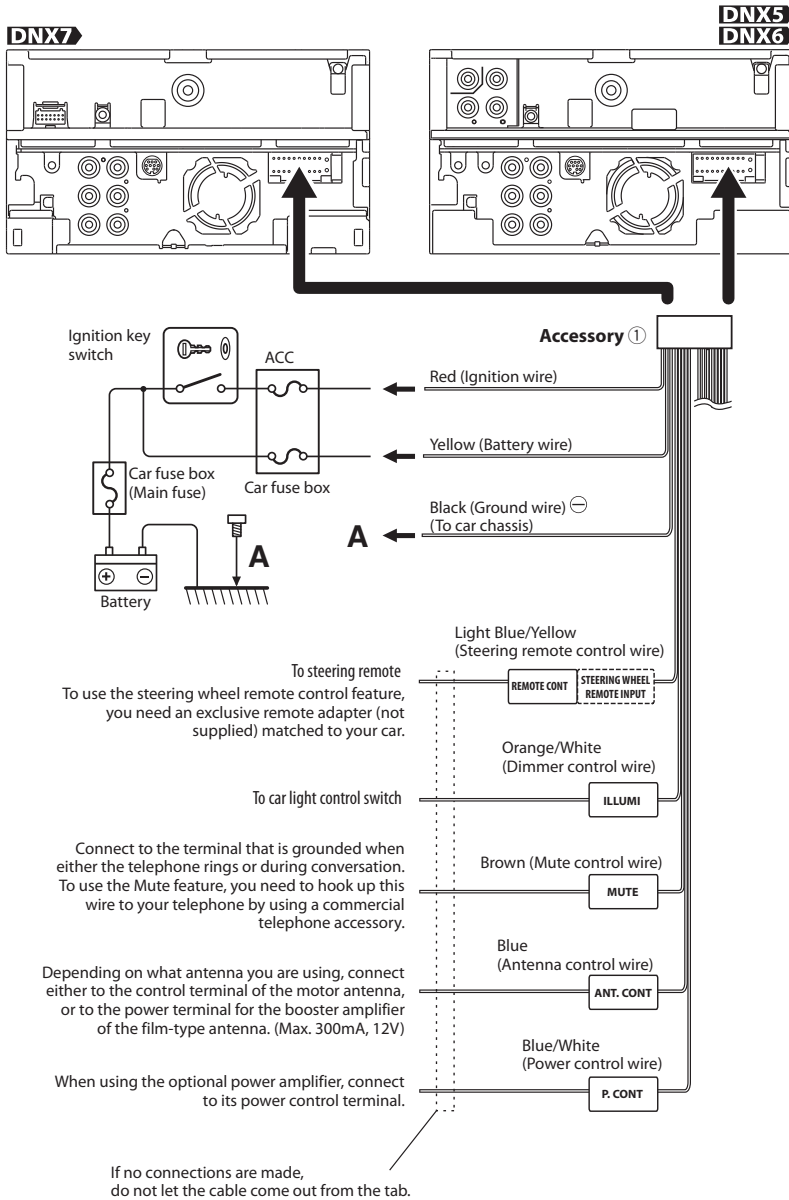 DNX7
DNX5
DNX6
Ignition key
switch
ACC
Accessory ①
Red (Ignition wire)
Yellow (Battery wire)
Car fuse box
(Main fuse)
Car fuse box
Black (Ground wire) ⊖
(To car chassis)
A
A
+ −
Battery
Light Blue/Yellow
(Steering remote control wire)
To steering remote
REMOTE CONT
STEERING WHEEL
REMOTE INPUT
To use the steering wheel remote control feature,
you need an exclusive remote adapter (not
supplied) matched to your car.
Orange/White
(Dimmer control wire)
To car light control switch
ILLUMI
Connect to the terminal that is grounded when
either the telephone rings or during conversation.
To use the Mute feature, you need to hook up this
wire to your telephone by using a commercial
telephone accessory.
Brown (Mute control wire)
MUTE
Blue
(Antenna control wire)
Depending on what antenna you are using, connect
either to the control terminal of the motor antenna,
or to the power terminal for the booster amplifier
of the film-type antenna. (Max. 300mA, 12V)
ANT. CONT
Blue/White
(Power control wire)
When using the optional power amplifier, connect
to its power control terminal.
P. CONT
If no connections are made,
do not let the cable come out from the tab.